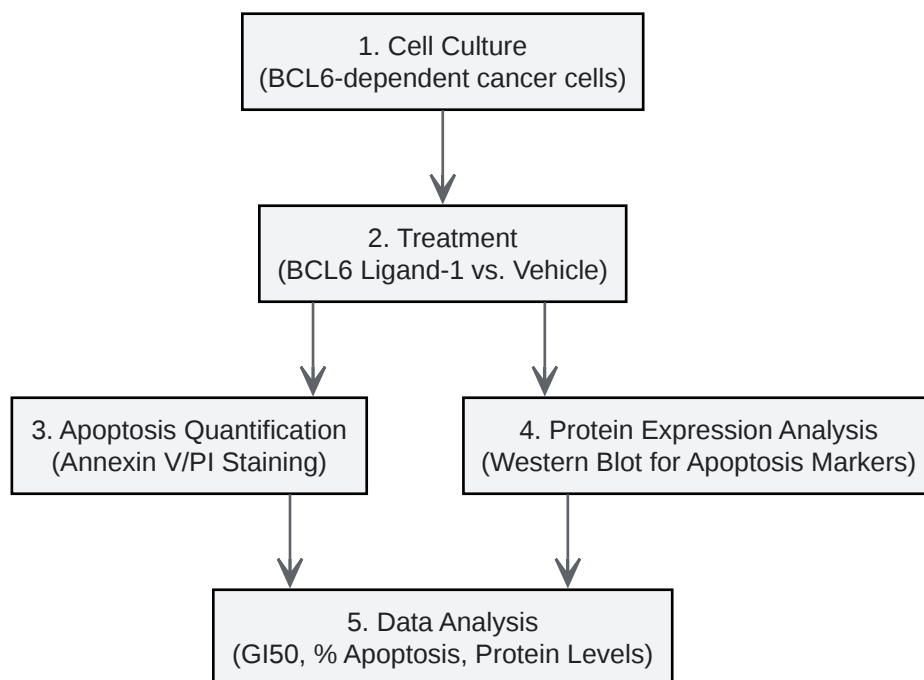 1. Cell Culture
(BCL6-dependent cancer cells)
2. Treatment
(BCL6 Ligand-1 vs. Vehicle)
3. Apoptosis Quantification
(Annexin V/PI Staining)
4. Protein Expression Analysis
(Western Blot for Apoptosis Markers)
5. Data Analysis
(GI50, % Apoptosis, Protein Levels)